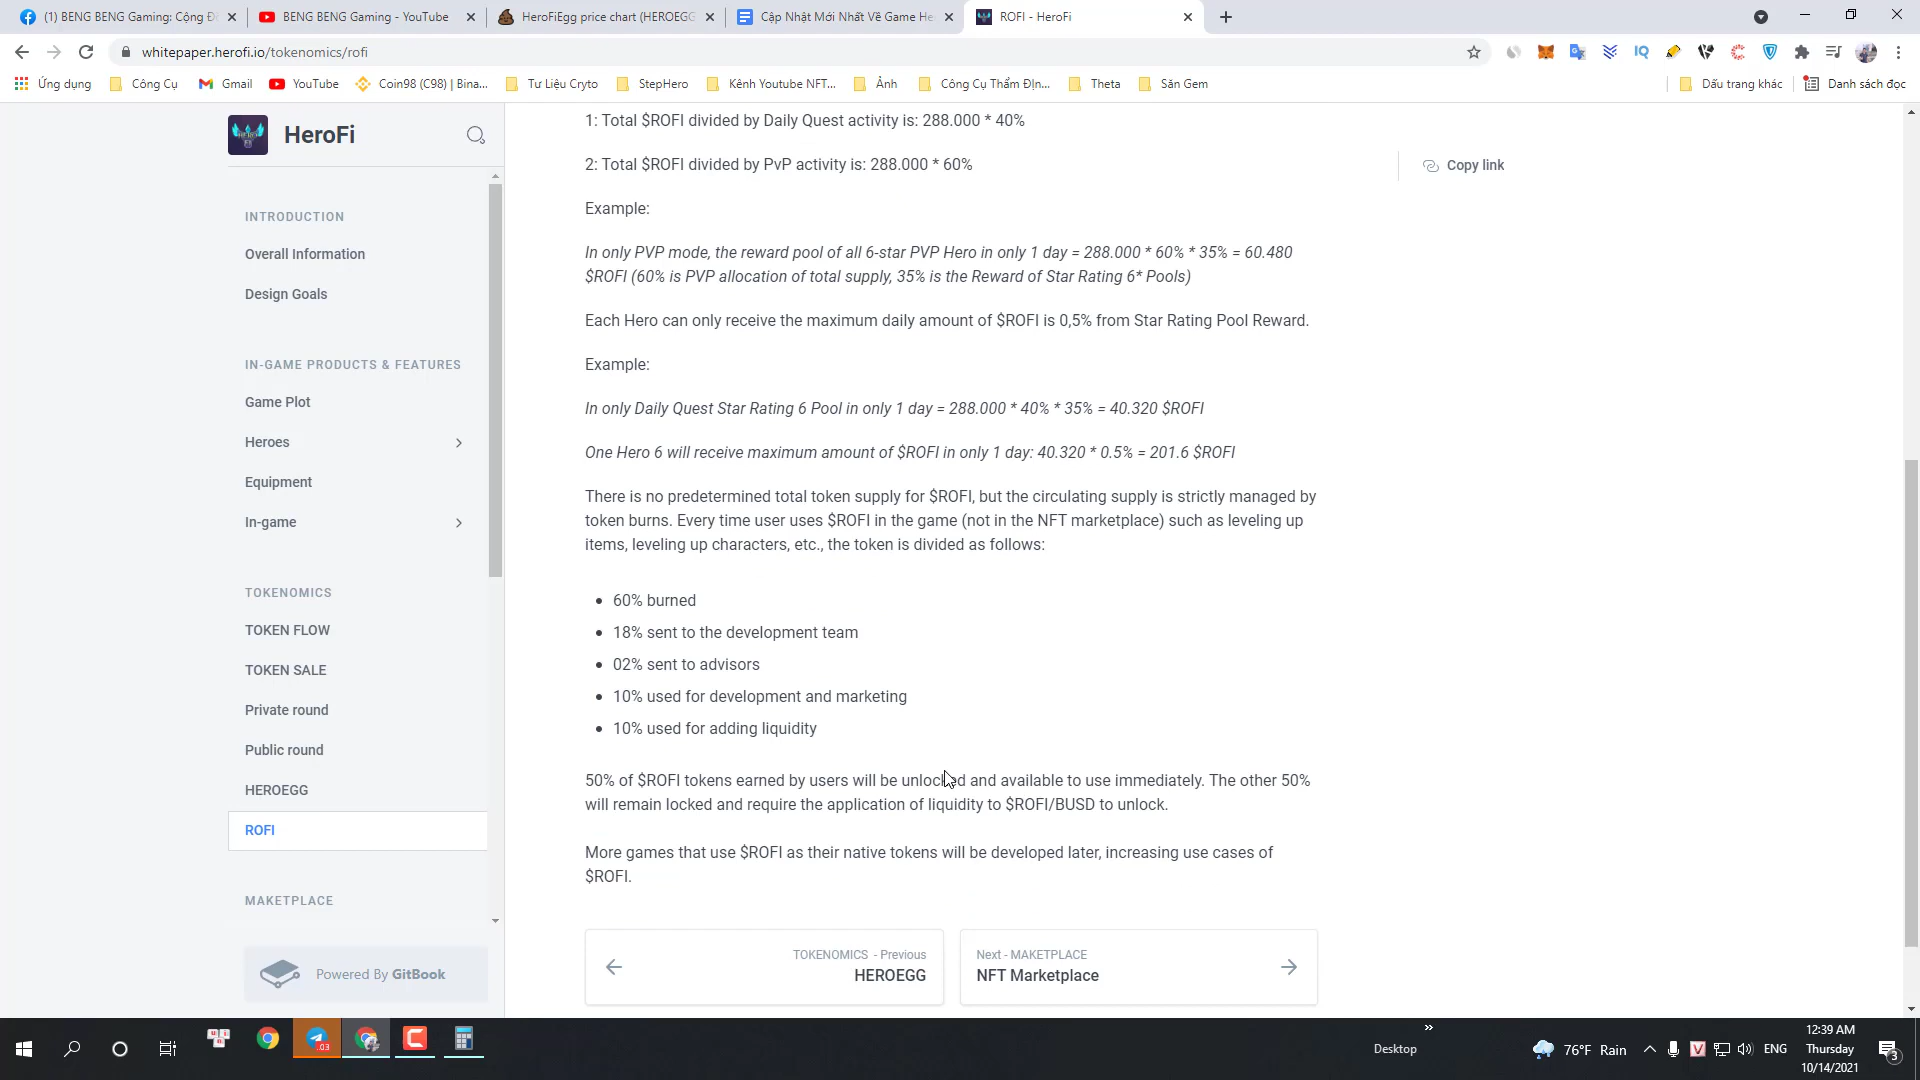 (1) BENG BENG Gaming: Cộng Đ
BENG BENG Gaming - YouTube
HeroFiEgg price chart (HEROEGG
Cập Nhật Mới Nhất Về Game He
ROFI - HeroFi
whitepaper.herofi.io/tokenomics/rofi
Ứng dụng
Công Cụ
Gmail
YouTube
Coin98 (C98) | Bina...
Tư Liệu Cryto
StepHero
Kênh Youtube NFT...
Ảnh
Công Cụ Thẩm Địn...
Theta
Săn Gem
Dấu trang khác
Danh sách đọc
HeroFi
INTRODUCTION
Overall Information
Design Goals
IN-GAME PRODUCTS & FEATURES
Game Plot
Heroes
Equipment
In-game
TOKENOMICS
TOKEN FLOW
TOKEN SALE
Private round
Public round
HEROEGG
ROFI
MAKETPLACE
Powered By GitBook
1: Total $ROFI divided by Daily Quest activity is: 288.000 * 40%
2: Total $ROFI divided by PvP activity is: 288.000 * 60%
Example:
In only PVP mode, the reward pool of all 6-star PVP Hero in only 1 day = 288.000 * 60% * 35% = 60.480
$ROFI (60% is PVP allocation of total supply, 35% is the Reward of Star Rating 6* Pools)
Each Hero can only receive the maximum daily amount of $ROFI is 0,5% from Star Rating Pool Reward.
Example:
In only Daily Quest Star Rating 6 Pool in only 1 day = 288.000 * 40% * 35% = 40.320 $ROFI
One Hero 6 will receive maximum amount of $ROFI in only 1 day: 40.320 * 0.5% = 201.6 $ROFI
There is no predetermined total token supply for $ROFI, but the circulating supply is strictly managed by
token burns. Every time user uses $ROFI in the game (not in the NFT marketplace) such as leveling up
items, leveling up characters, etc., the token is divided as follows:
• 60% burned
• 18% sent to the development team
• 02% sent to advisors
• 10% used for development and marketing
• 10% used for adding liquidity
50% of $ROFI tokens earned by users will be unlocked and available to use immediately. The other 50%
will remain locked and require the application of liquidity to $ROFI/BUSD to unlock.
More games that use $ROFI as their native tokens will be developed later, increasing use cases of
$ROFI.
TOKENOMICS - Previous
HEROEGG
Next - MAKETPLACE
NFT Marketplace
Copy link
Desktop
76°F Rain
ENG
12:39 AM
Thursday
10/14/2021
3